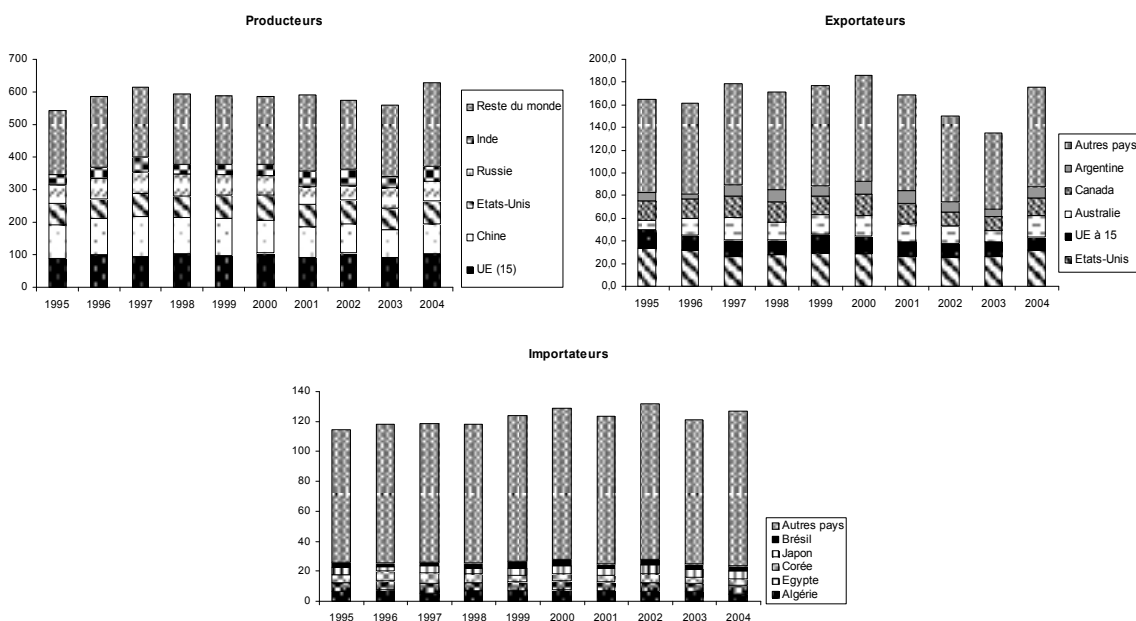 Producteurs
700
600
500
400
300
200
100
0
1995 1996 1997 1998 1999 2000 2001 2002 2003 2004
Reste du monde
Inde
Russie
Etats-Unis
Chine
UE (15)
Exportateurs
200,0
180,0
160,0
140,0
120,0
100,0
80,0
60,0
40,0
20,0
0,0
1995 1996 1997 1998 1999 2000 2001 2002 2003 2004
Autres pays
Argentine
Canada
Australie
UE à 15
Etats-Unis
Importateurs
140
120
100
80
60
40
20
0
1995 1996 1997 1998 1999 2000 2001 2002 2003 2004
Autres pays
Brésil
Japon
Corée
Egypte
Algérie